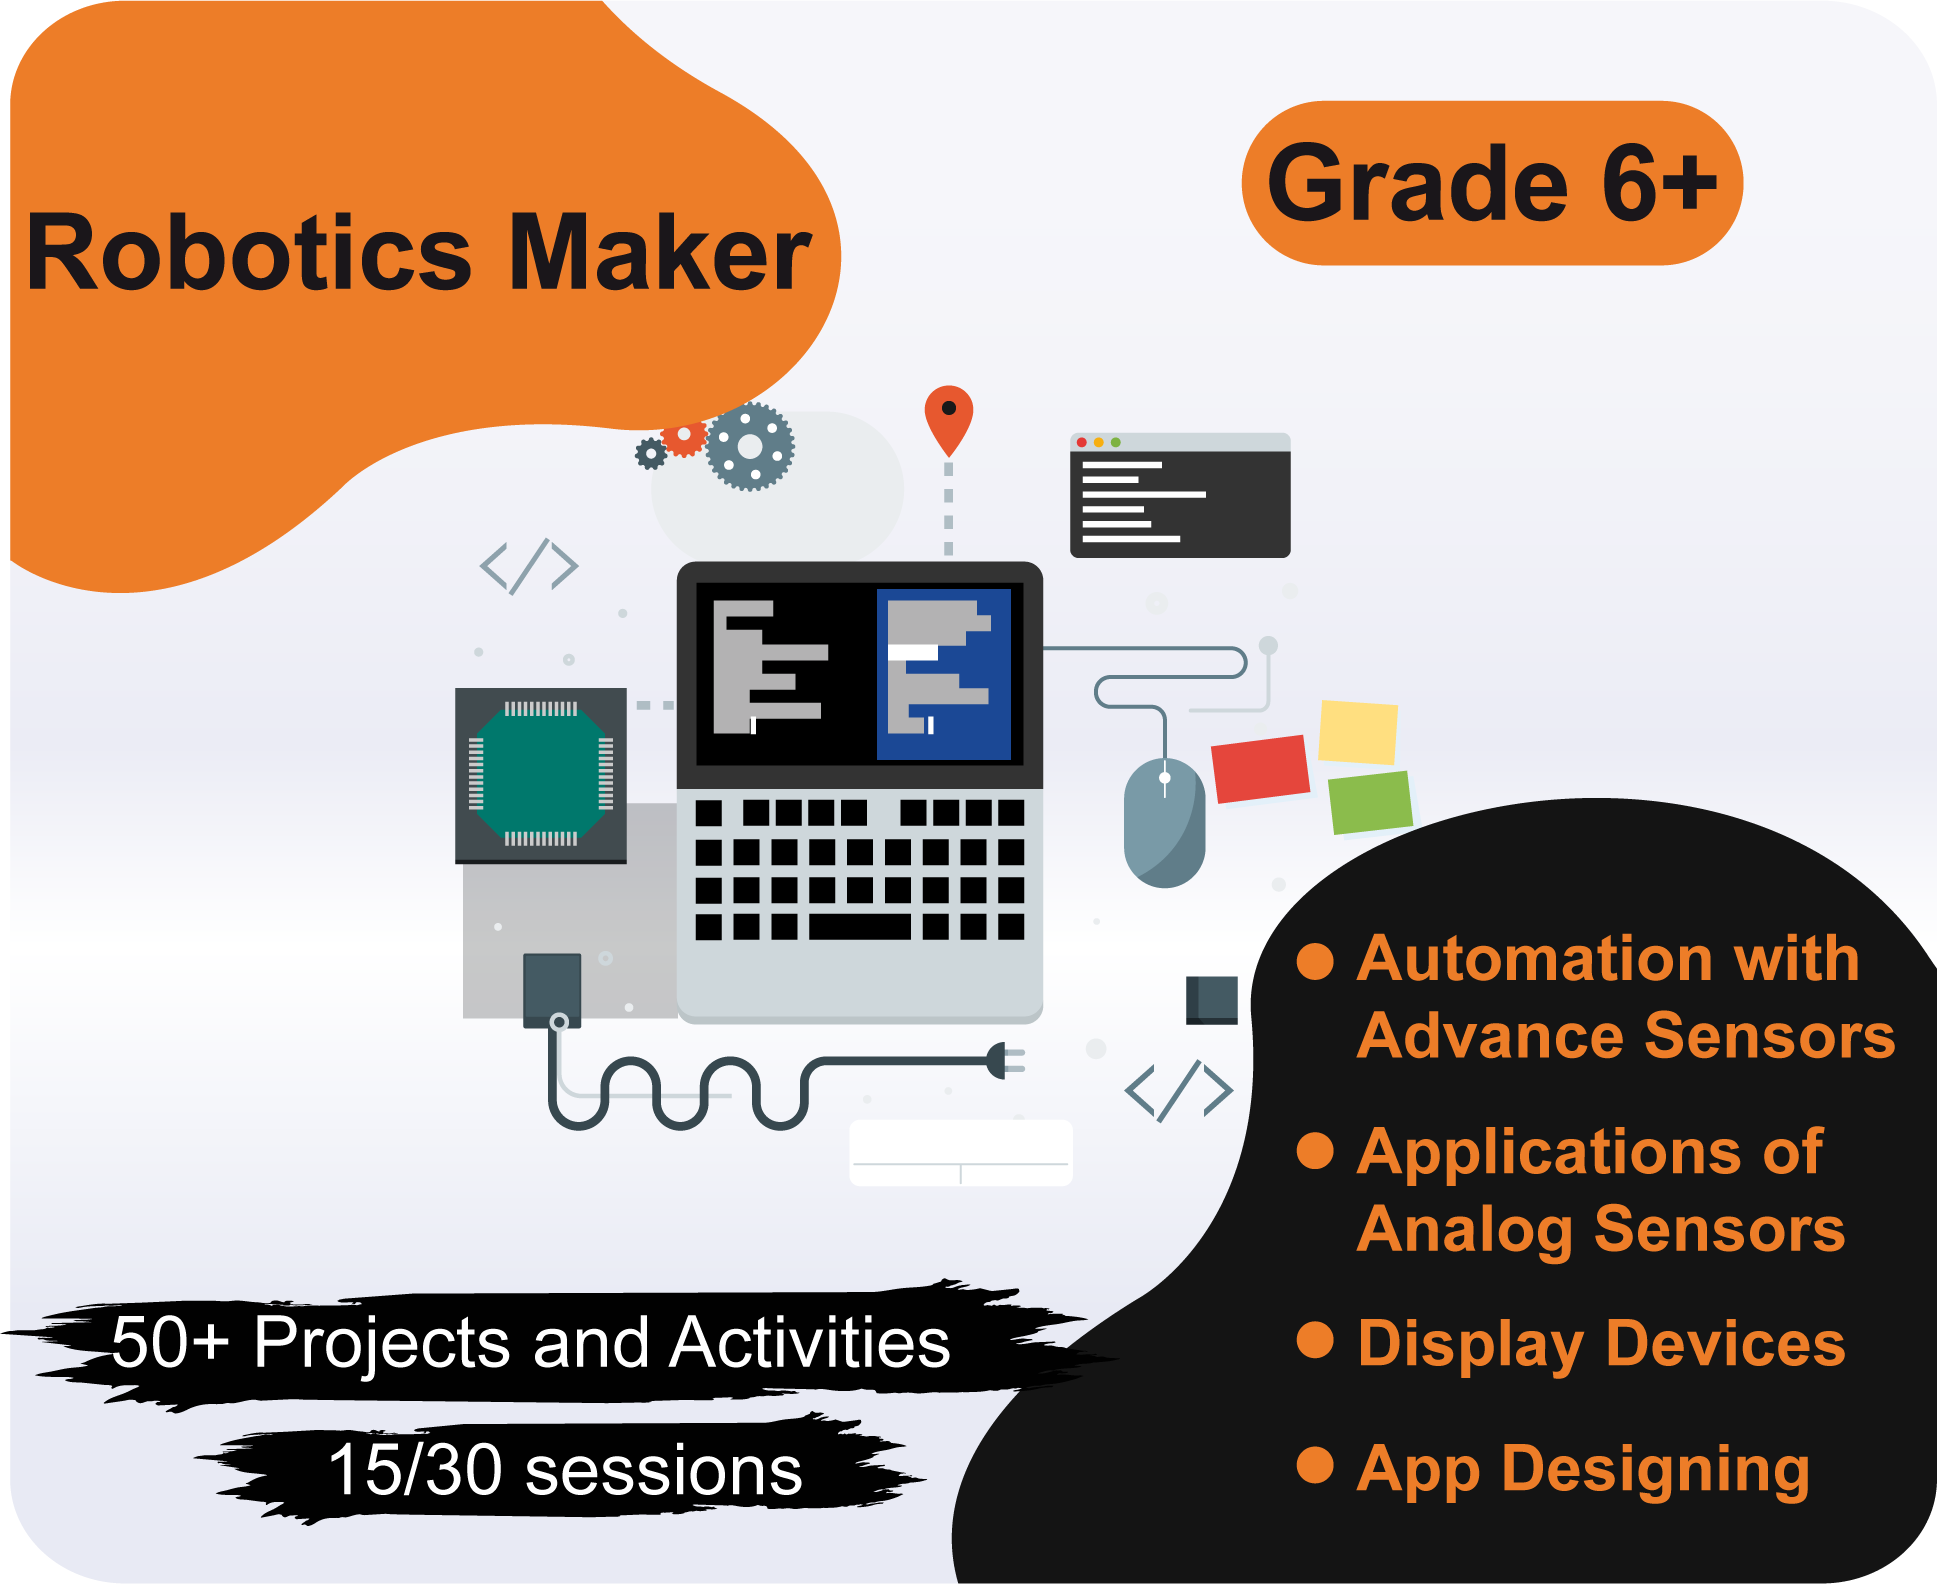 Robotics Maker
Grade 6+
Automation with
Advance Sensors
Applications of
Analog Sensors
Display Devices
App Designing
50+ Projects and Activities
15/30 sessions